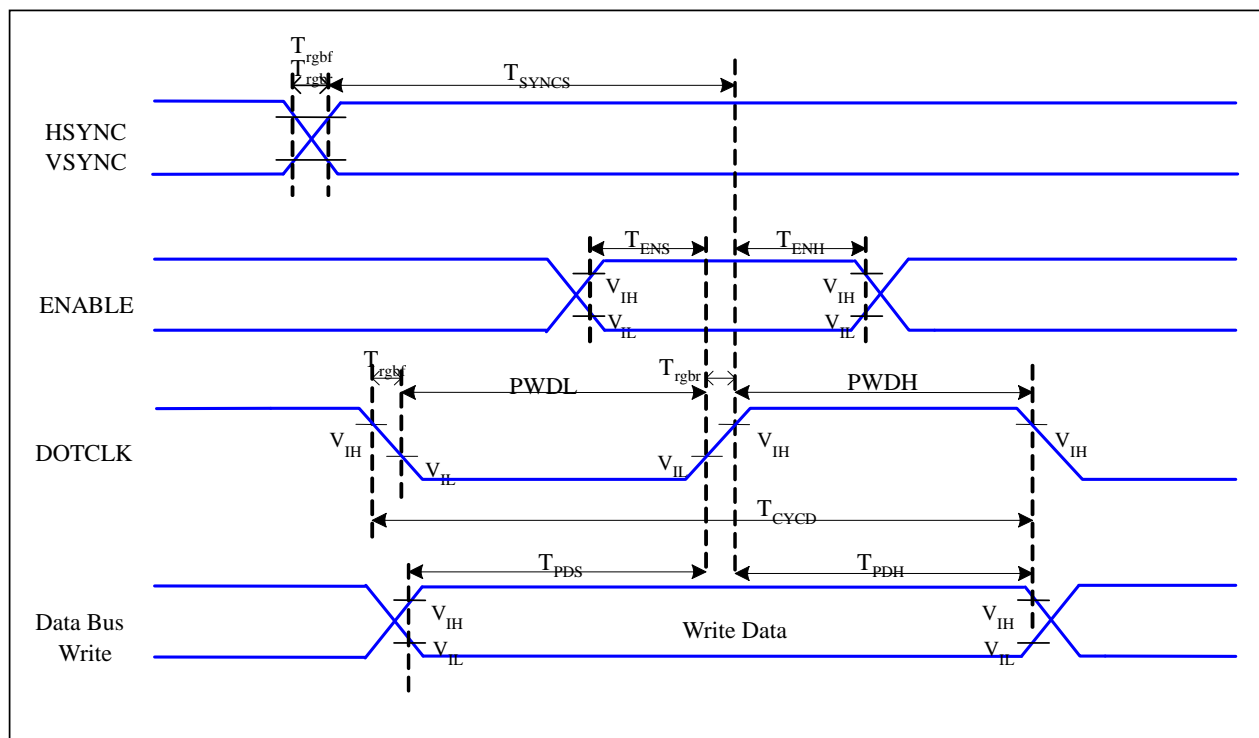 Trgbf
Trgbr
TSYNCS
HSYNC
VSYNC
TENS
TENH
ENABLE
VIH
VIH
VIL
VIL
Trgbf
PWDL
Trgbr
PWDH
DOTCLK
VIH
VIL
VIL
VIH
VIH
TCYCD
TPDS
TPDH
Data Bus
Write
VIH
VIL
Write Data
VIH
VIL